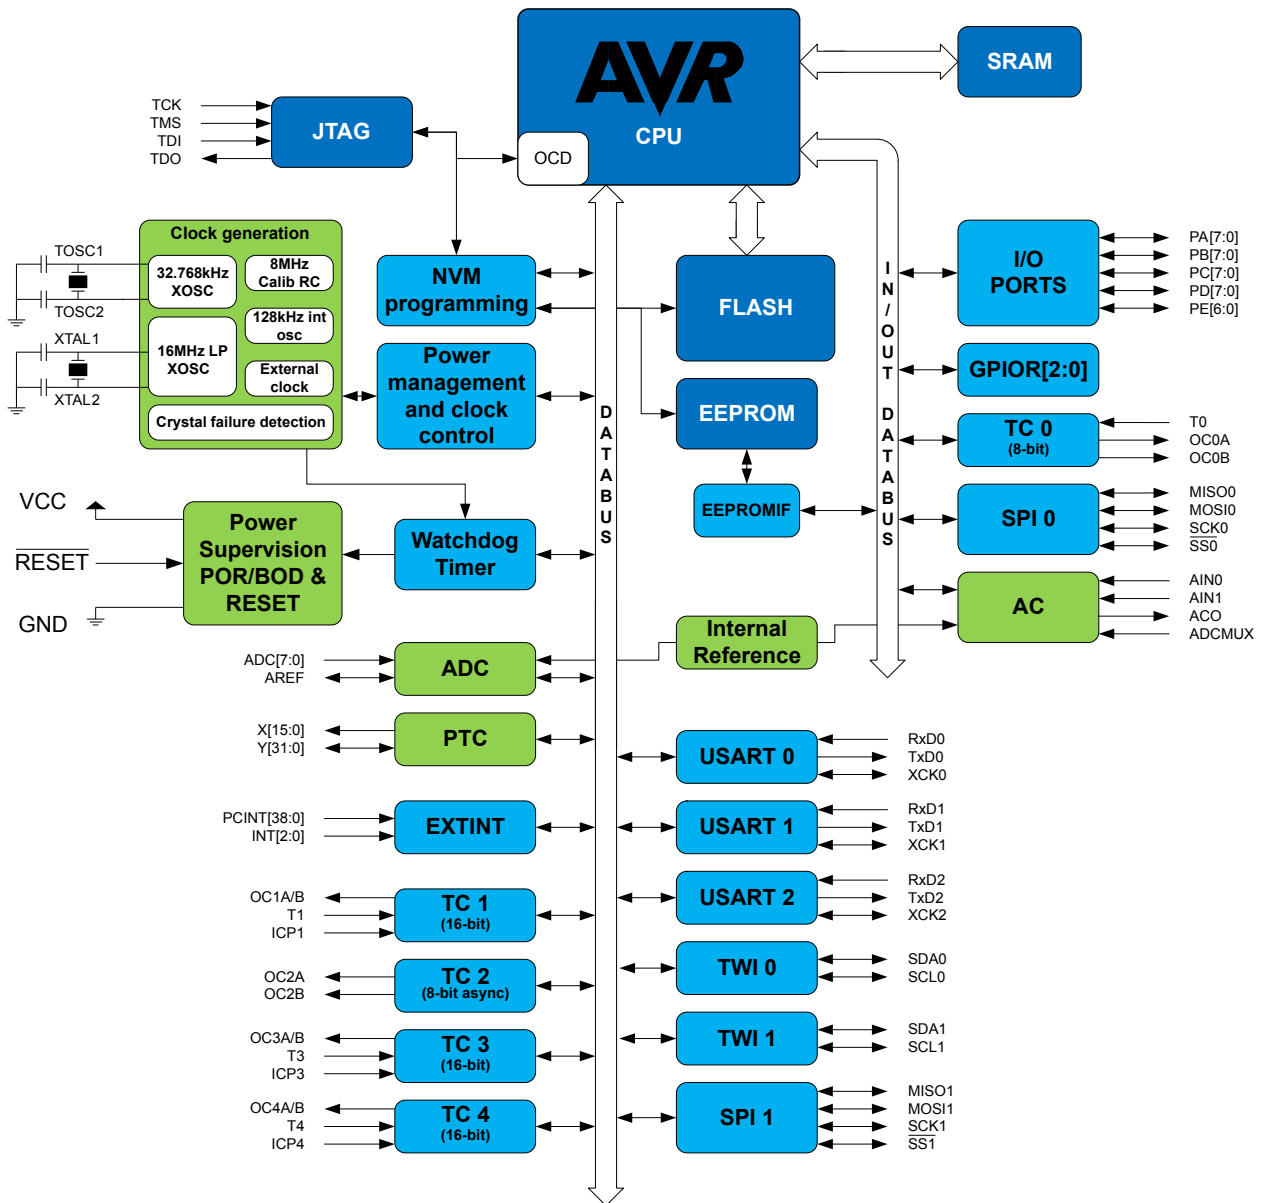 AVR
CPU
OCD
SRAM
TCK
TMS
TDI
TDO
JTAG
Clock generation
TOSC1
TOSC2
32.768kHz
XOSC
8MHz
Calib RC
128kHz int
osc
XTAL1
XTAL2
16MHz LP
XOSC
External
clock
Crystal failure detection
NVM
programming
Power
management
and clock
control
FLASH
EEPROM
EEPROMIF
DATABUS
IN/OUT DATABUS
I/O
PORTS
PA[7:0]
PB[7:0]
PC[7:0]
PD[7:0]
PE[6:0]
GPIOR[2:0]
TC 0
(8-bit)
T0
OC0A
OC0B
SPI 0
MISO0
MOSI0
SCK0
SS0
AC
AIN0
AIN1
ACO
ADCMUX
VCC
RESET
GND
Power
Supervision
POR/BOD &
RESET
Watchdog
Timer
Internal
Reference
ADC[7:0]
AREF
ADC
X[15:0]
Y[31:0]
PTC
PCINT[38:0]
INT[2:0]
EXTINT
OC1A/B
T1
ICP1
TC 1
(16-bit)
OC2A
OC2B
TC 2
(8-bit async)
OC3A/B
T3
ICP3
TC 3
(16-bit)
OC4A/B
T4
ICP4
TC 4
(16-bit)
USART 0
RxD0
TxD0
XCK0
USART 1
RxD1
TxD1
XCK1
USART 2
RxD2
TxD2
XCK2
TWI 0
SDA0
SCL0
TWI 1
SDA1
SCL1
SPI 1
MISO1
MOSI1
SCK1
SS1